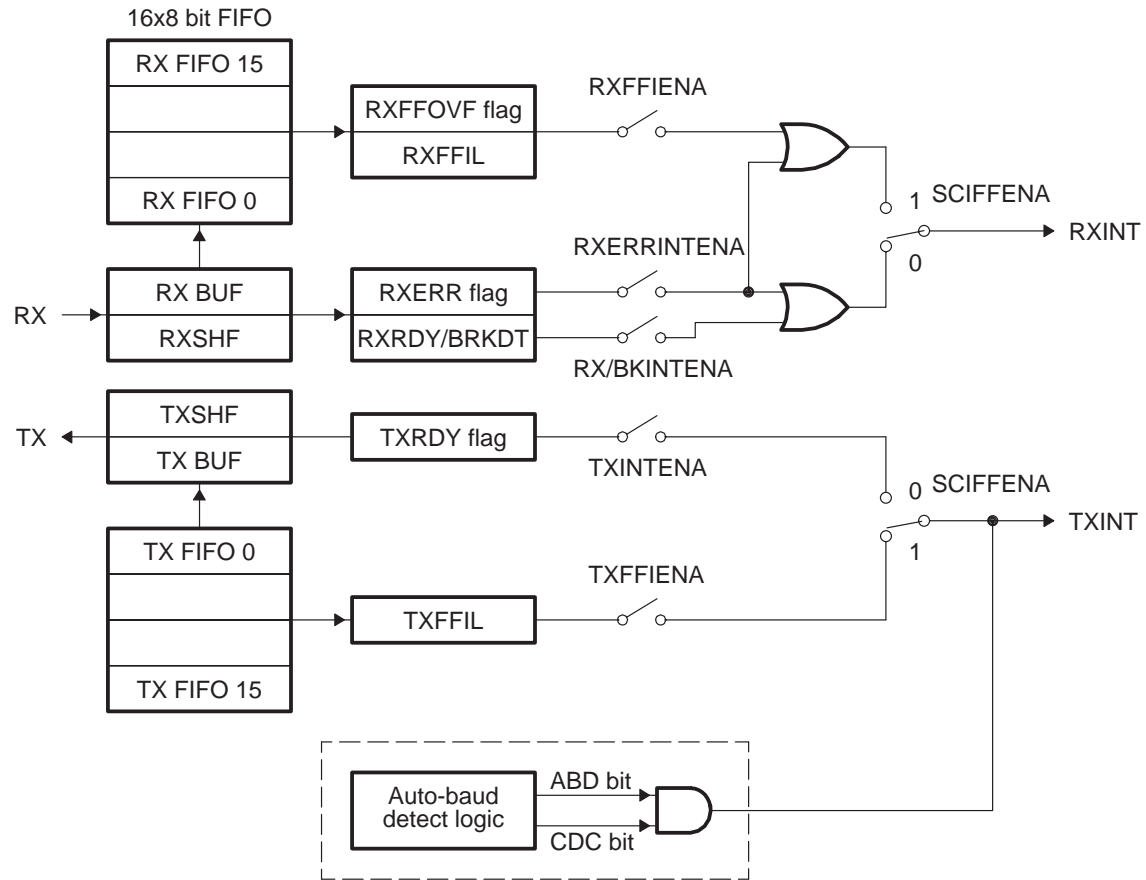 16x8 bit FIFO
RX FIFO 15
RX FIFO 0
RXFFOVF flag
RXFFIL
RXFFIENA
1
SCIFFENA
0
RXINT
RX
RX BUF
RXSHF
RXERR flag
RXRDY/BRKDT
RXERRINTENA
RX/BKINTENA
TX
TXSHF
TX BUF
TXRDY flag
TXINTENA
0
SCIFFENA
1
TXINT
TX FIFO 0
TX FIFO 15
TXFFIL
TXFFIENA
Auto-baud
detect logic
ABD bit
CDC bit